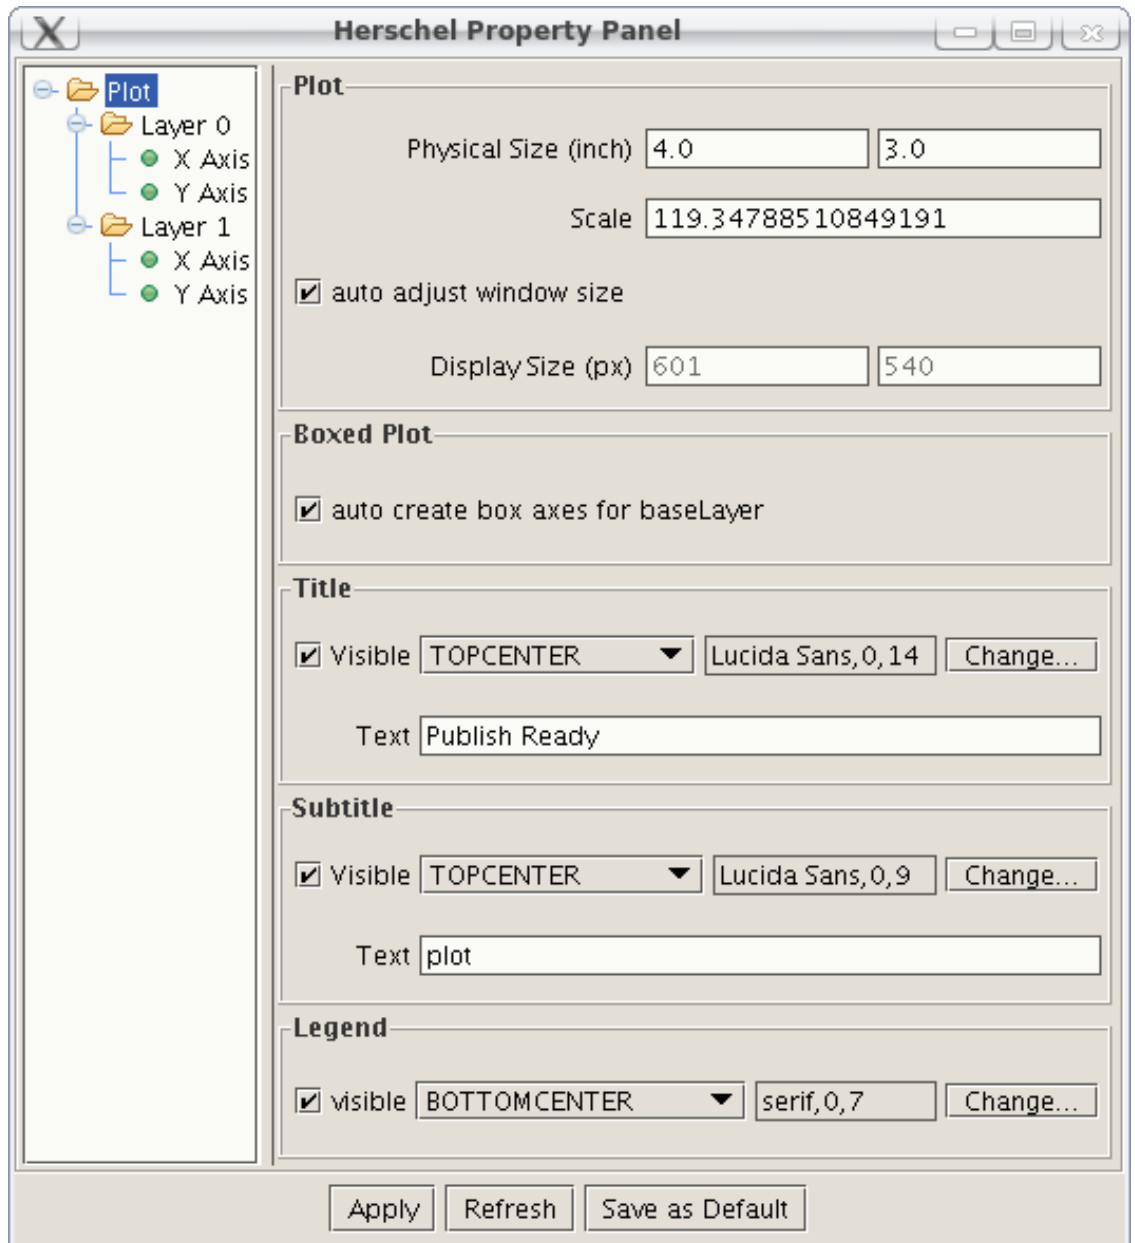 Herschel Property Panel
Plot
Layer 0
X Axis
Y Axis
Layer 1
X Axis
Y Axis
Plot
Physical Size (inch) 4.0 3.0
Scale 119.34788510849191
auto adjust window size
Display Size (px) 601 540
Boxed Plot
auto create box axes for baseLayer
Title
Visible TOPCENTER Lucida Sans,0,14 Change...
Text Publish Ready
Subtitle
Visible TOPCENTER Lucida Sans,0,9 Change...
Text plot
Legend
visible BOTTOMCENTER serif,0,7 Change...
Apply Refresh Save as Default